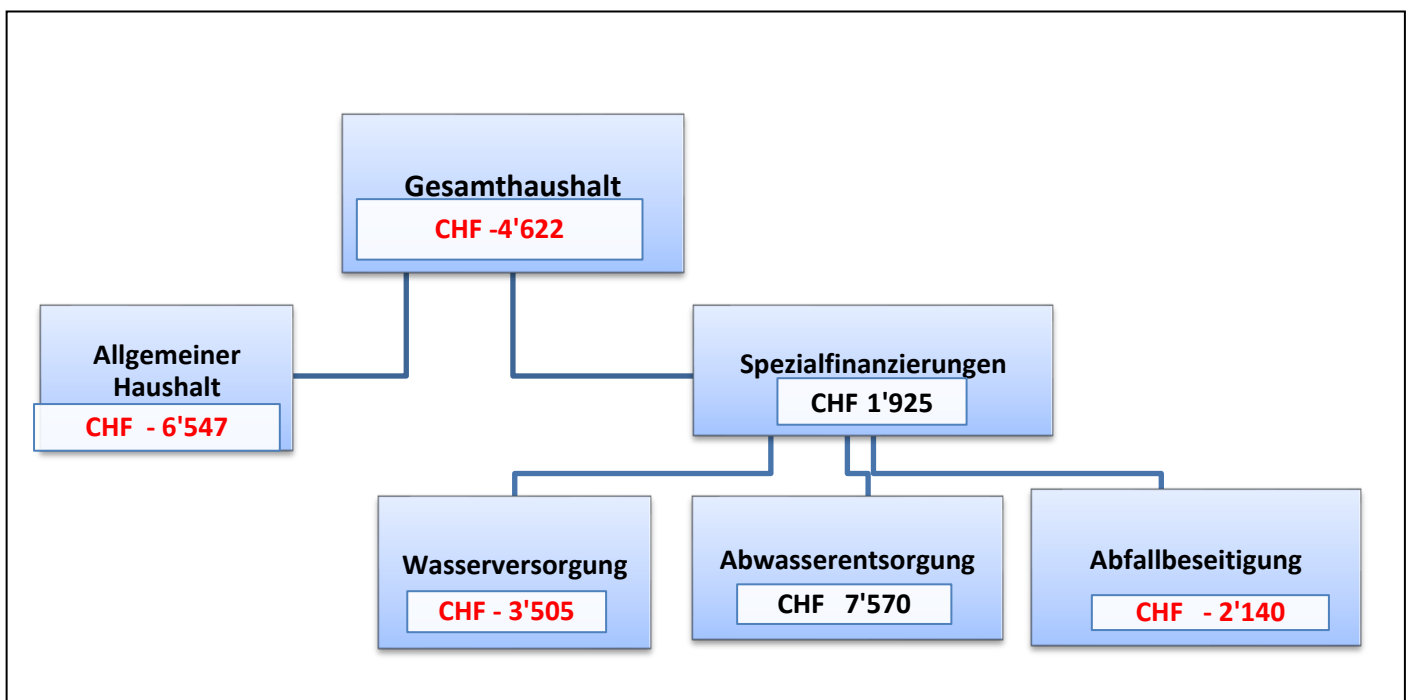 Gesamthaushalt
CHF -4'622
Allgemeiner
Haushalt
CHF - 6'547
Spezialfinanzierungen
CHF 1'925
Wasserversorgung
CHF - 3'505
Abwasserentsorgung
CHF 7'570
Abfallbeseitigung
CHF - 2'140